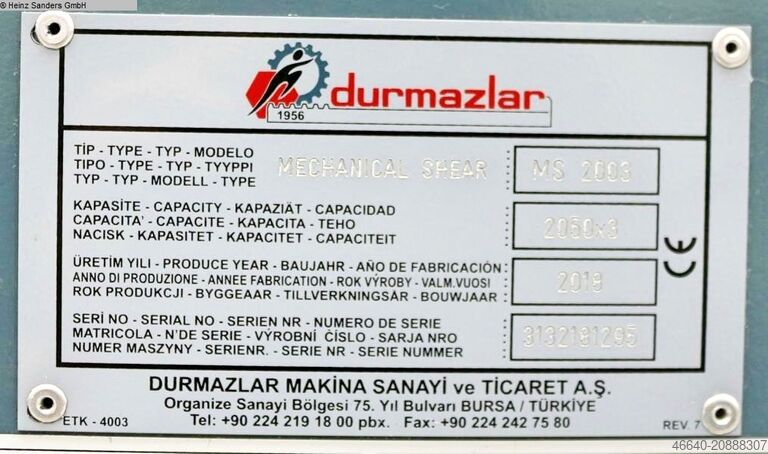 © Heinz Sanders GmbH
durmazlar
1956
TİP - TYPE - TYP - MODELO
TIPO - TYPE - TYP - TYYPPI
TYP - TYP - MODELL - TYPE
MECHANICAL SHEAR : MS 2003
KAPASİTE - CAPACITY - KAPAZIÄT - CAPACIDAD
CAPACITA' - CAPACITE - KAPACITA - TEHO
NACISK - KAPASITET - KAPACITET - CAPACITEIT
: 2050x3
CE
ÜRETİM YILI - PRODUCE YEAR - BAUJAHR - AÑO DE FABRICACIÓN
ANNO DI PRODUZIONE - ANNEE FABRICATION - ROK VÝROBY - VALM.VUOSI
ROK PRODUKCJI - BYGGEAAR - TILLVERKNINGSÅR - BOUWJAAR
: 2018
SERİ NO - SERIAL NO - SERIEN NR - NUMERO DE SERIE
MATRICOLA - N'DE SERIE - VÝROBNÍ ČÍSLO - SARJA NRO
NUMER MASZYNY - SERIENR. - SERIE NR - SERIE NUMMER
: 3132181295
DURMAZLAR MAKİNA SANAYİ ve TİCARET A.Ş.
Organize Sanayi Bölgesi 75. Yıl Bulvarı BURSA / TÜRKİYE
ETK - 4003
Tel: +90 224 219 18 00 pbx. Fax: +90 224 242 75 80
REV. 7
46640-20888307